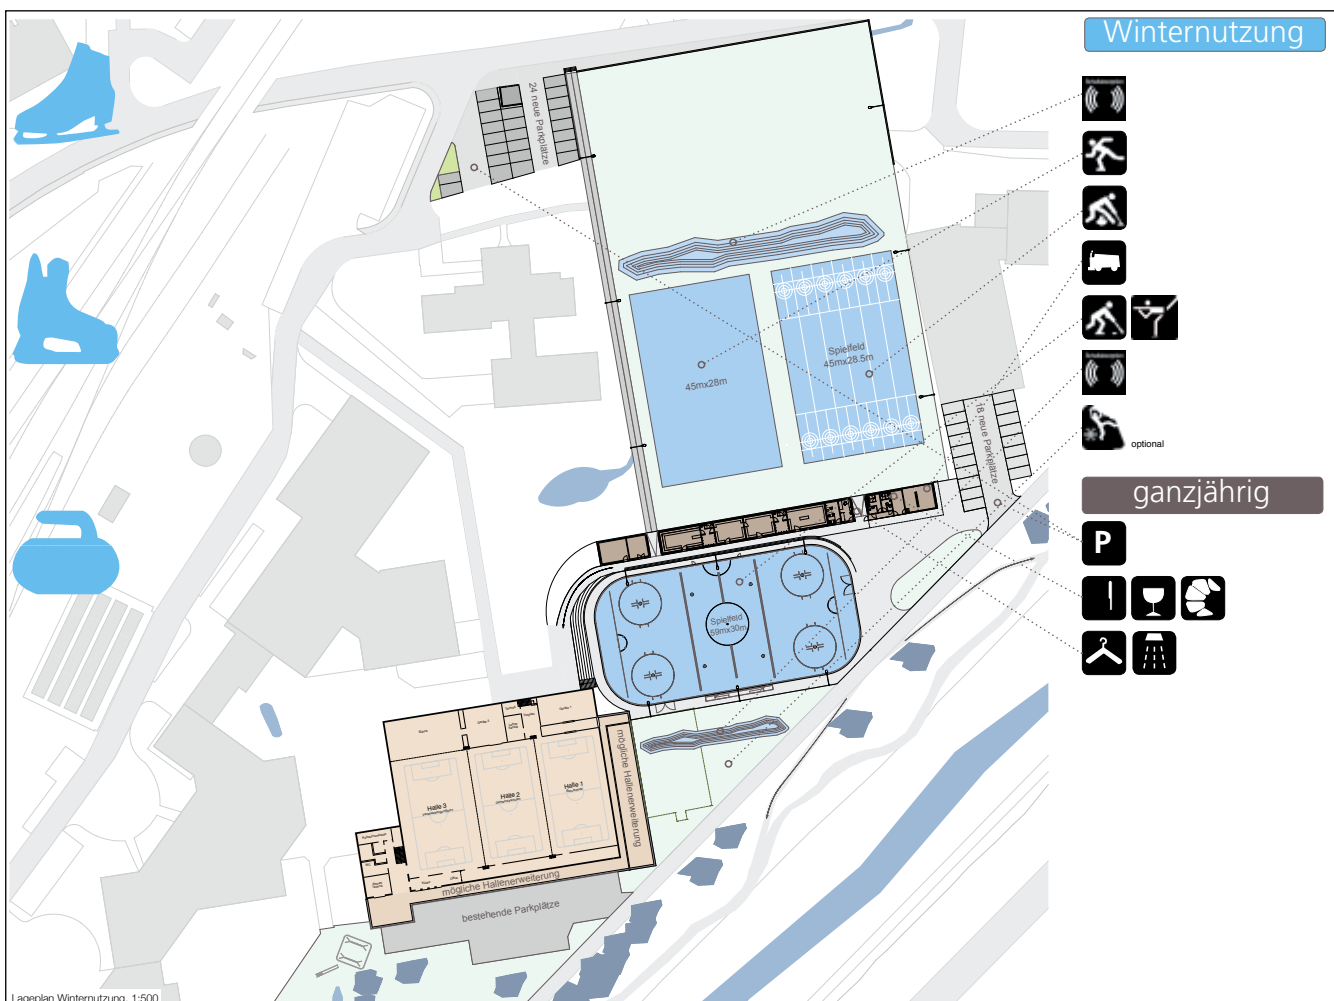 Winternutzung
24 neue Parkplätze
Spielfeld
45mx28.5m
45mx28m
optional
18 neue Parkplätze
ganzjährig
P
Spielfeld
59mx30m
mögliche Hallenerweiterung
Halle 1
Halle 2
Halle 3
mögliche Hallenerweiterung
bestehende Parkplätze
Lageplan Winternutzung, 1:500